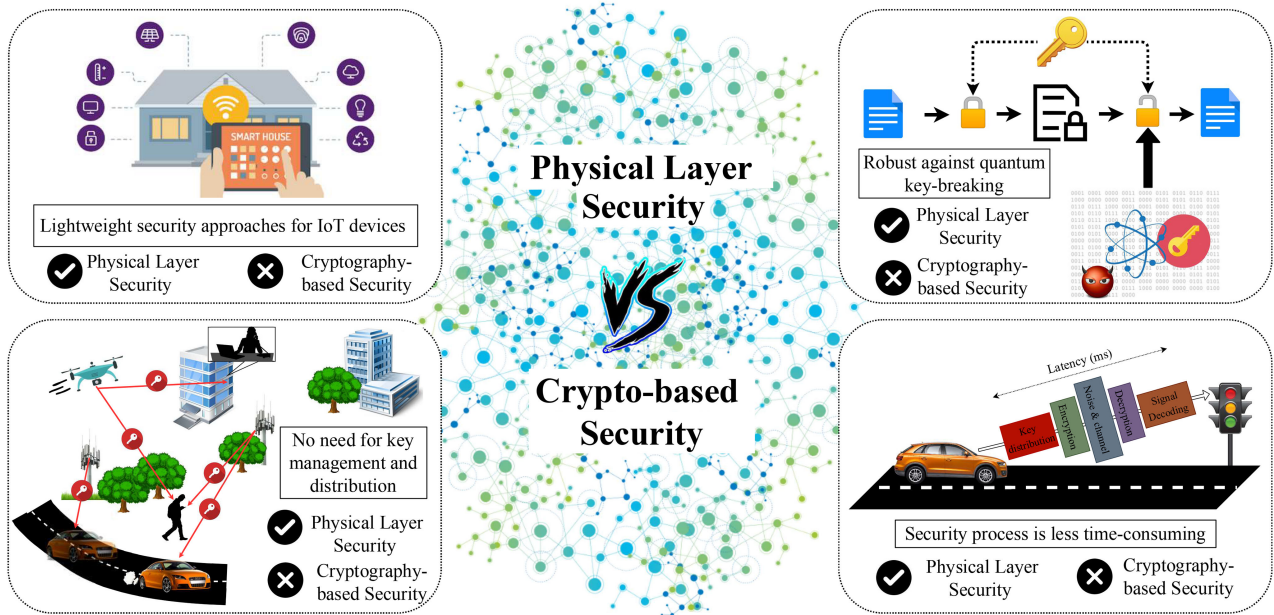 SMART HOUSE
Lightweight security approaches for IoT devices
Physical Layer
Security
Cryptography-
based Security
Physical Layer
Security
VS
Crypto-based
Security
Robust against quantum
key-breaking
Physical Layer
Security
Cryptography-
based Security
No need for key
management and
distribution
Physical Layer
Security
Cryptography-
based Security
Latency (ms)
Key
distribution
Encryption
Noise &
channel
Decryption
Signal
Decoding
Security process is less time-consuming
Physical Layer
Security
Cryptography-
based Security